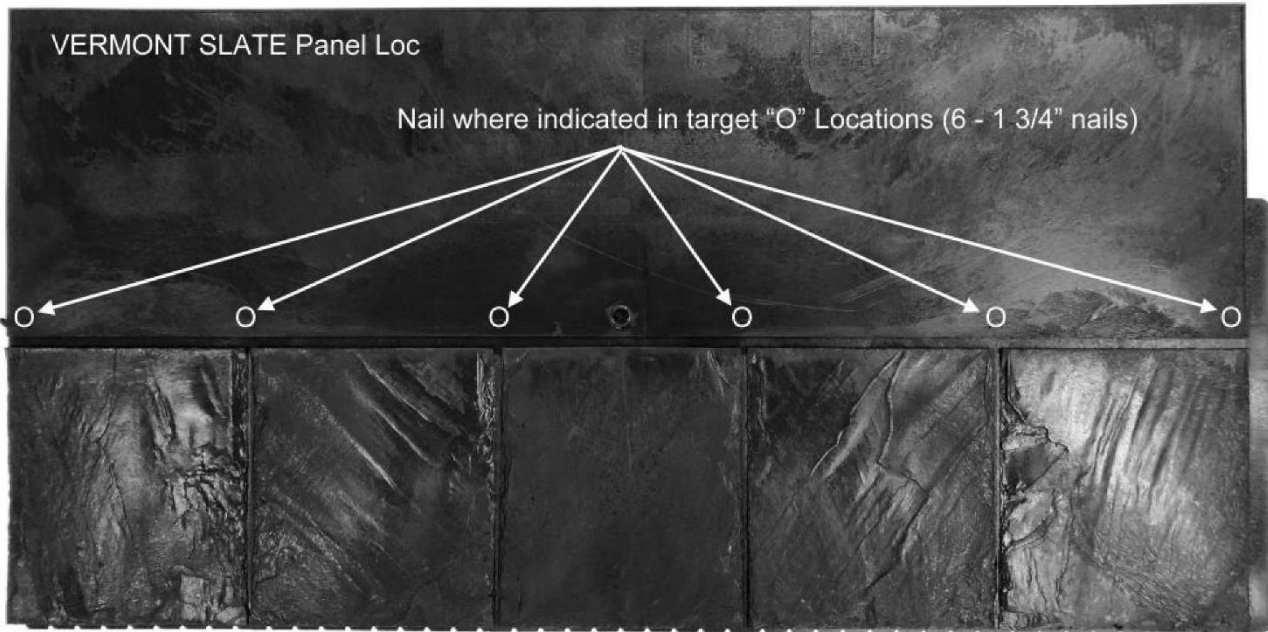 VERMONT SLATE Panel Loc
Nail where indicated in target “O” Locations (6 - 1 3/4” nails)
O O O O O O